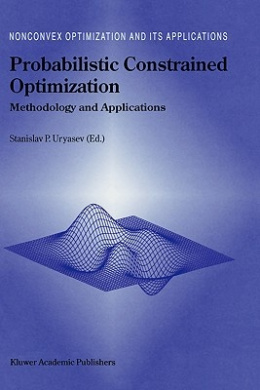 NONCONVEX OPTIMIZATION AND ITS APPLICATIONS
Probabilistic Constrained
Optimization
Methodology and Applications
Stanislav P. Uryasev (Ed.)
Kluwer Academic Publishers